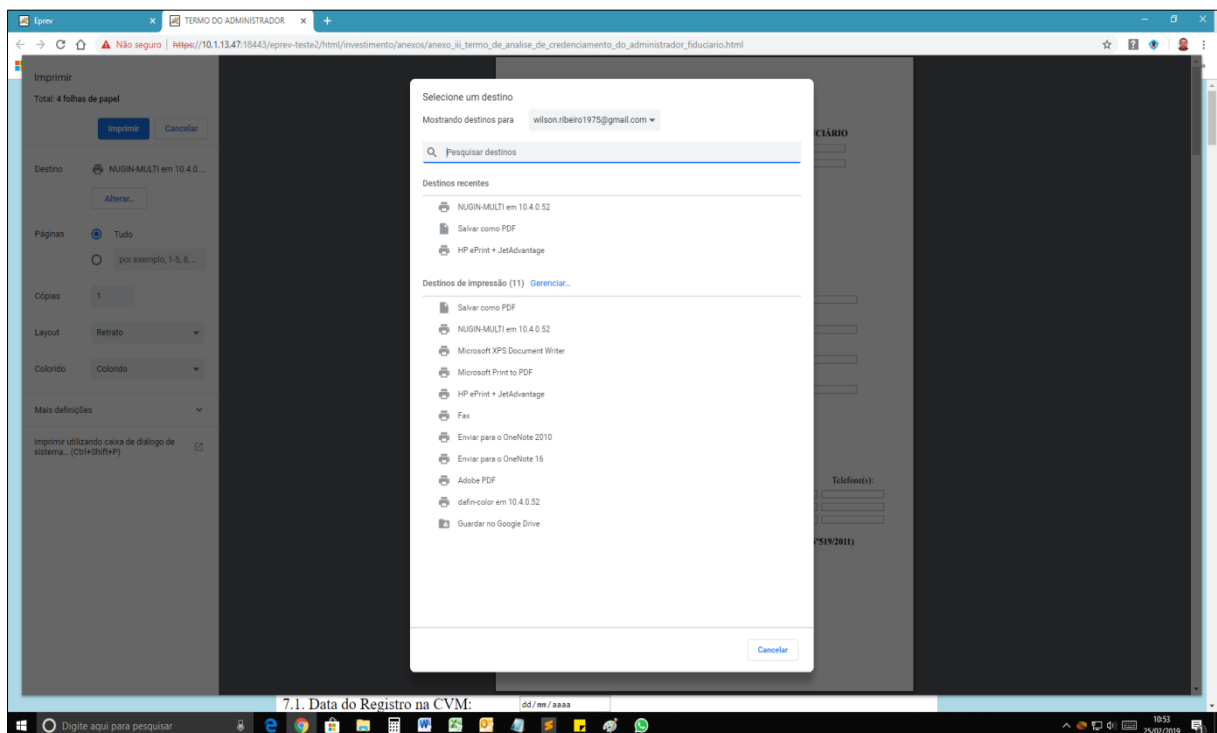 Eprev
TERMO DO ADMINISTRADOR
Não seguro | https://10.1.13.47:18443/eprev-teste2/html/investimento/anexos/anexo_iii_termo_de_analise_de_credenciamento_do_administrador_fiduciario.html
Imprimir
Total: 4 folhas de papel
Imprimir Cancelar
Destino NUGIN-MULTI em 10.4.0...
Alterar...
Páginas Tudo
por exemplo, 1-5, 8, ...
Cópias 1
Layout Retrato
Colorido Colorido
Mais definições
Imprimir utilizando caixa de diálogo de
sistema... (Ctrl+Shift+P)
Selecione um destino
Mostrando destinos para wilson.ribeiro1975@gmail.com
Pesquisar destinos
Destinos recentes
NUGIN-MULTI em 10.4.0.52
Salvar como PDF
HP ePrint + JetAdvantage
Destinos de impressão (11) Gerenciar...
Salvar como PDF
NUGIN-MULTI em 10.4.0.52
Microsoft XPS Document Writer
Microsoft Print to PDF
HP ePrint + JetAdvantage
Fax
Enviar para o OneNote 2010
Enviar para o OneNote 16
Adobe PDF
dafin-color em 10.4.0.52
Guardar no Google Drive
Cancelar
CIÁRIO
Telefone(s):
º519/2011)
7.1. Data do Registro na CVM: dd/mm/aaaa
Digite aqui para pesquisar
10:53
25/02/2019